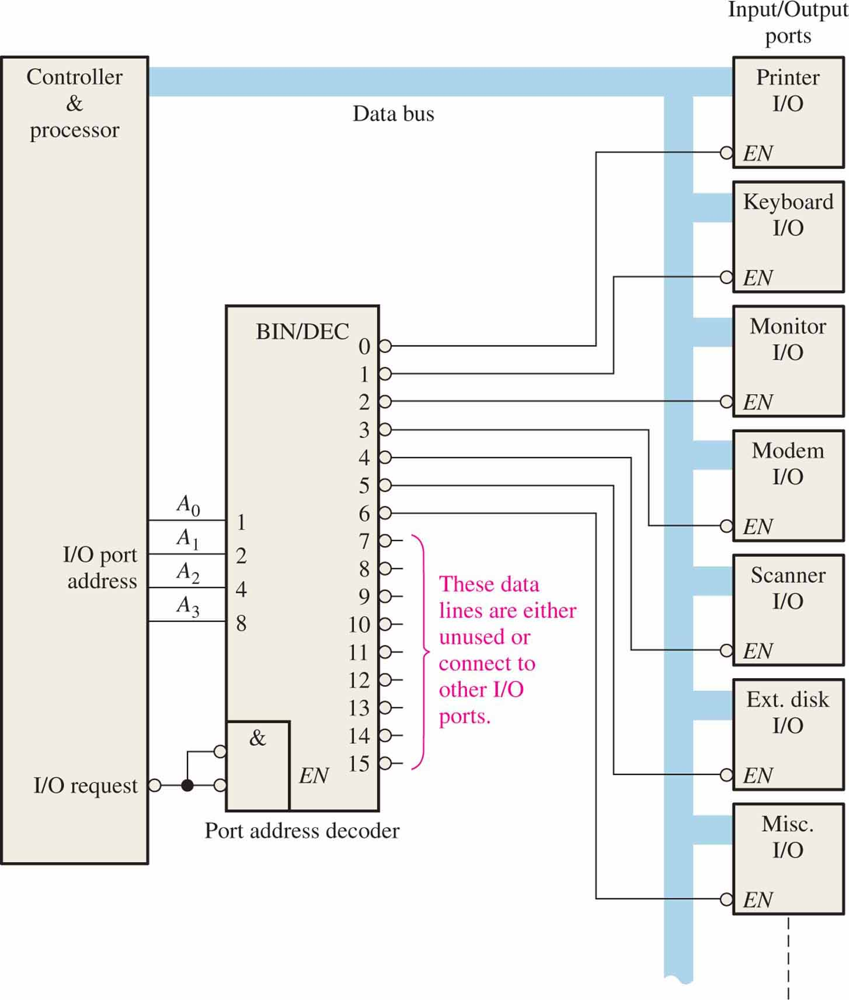 Input/Output
ports
Controller
&
processor
Data bus
Printer
I/O
EN
Keyboard
I/O
EN
Monitor
I/O
EN
Modem
I/O
EN
Scanner
I/O
EN
Ext. disk
I/O
EN
Misc.
I/O
EN
BIN/DEC
0
1
2
3
4
5
6
7
8
9
10
11
12
13
14
15
A0
A1
A2
A3
1
2
4
8
I/O port
address
These data
lines are either
unused or
connect to
other I/O
ports.
&
EN
I/O request
Port address decoder